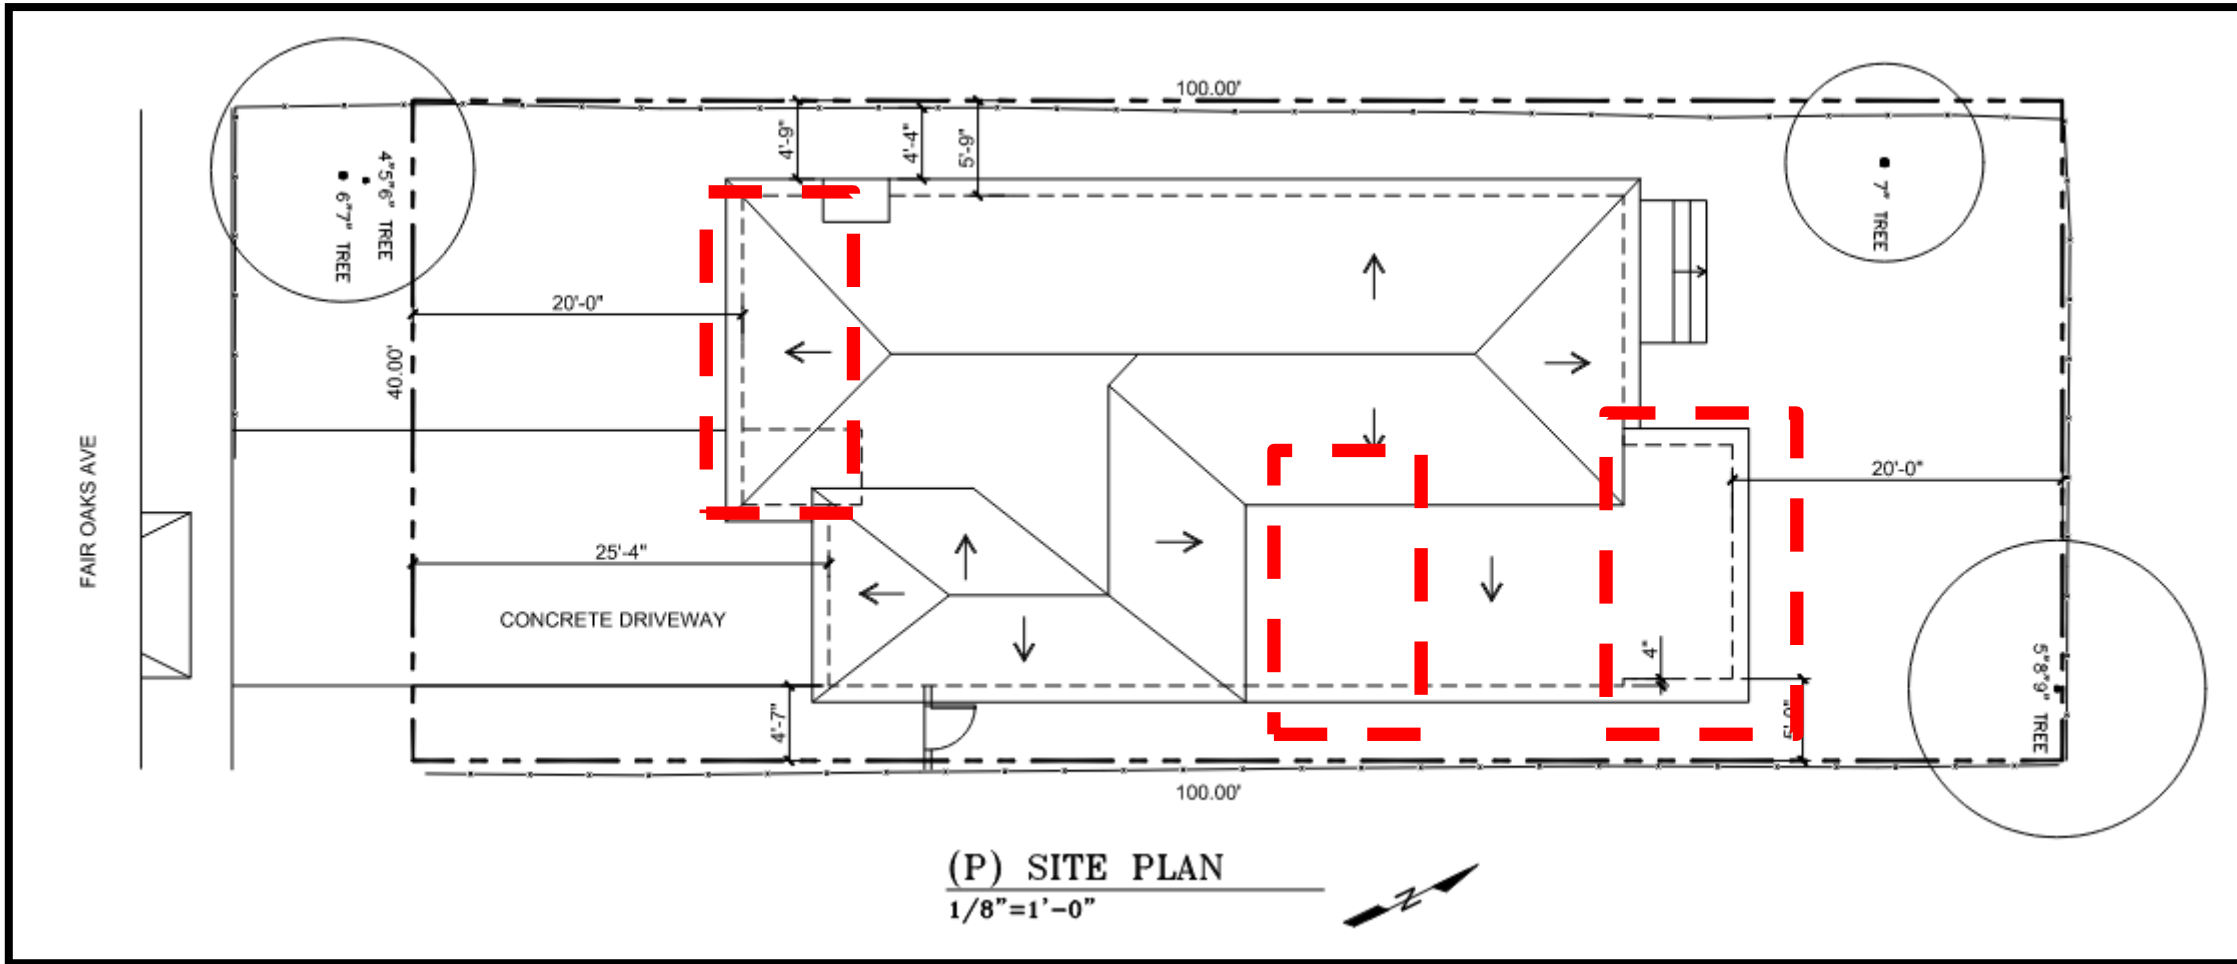 100.00'
4'-9"
4'-4"
5'-9"
4"5"6" TREE
6"7" TREE
7" TREE
20'-0"
40.00'
FAIR OAKS AVE
20'-0"
25'-4"
CONCRETE DRIVEWAY
4"
4'-7"
5"8"9" TREE
100.00'
(P) SITE PLAN
1/8"=1'-0"
N